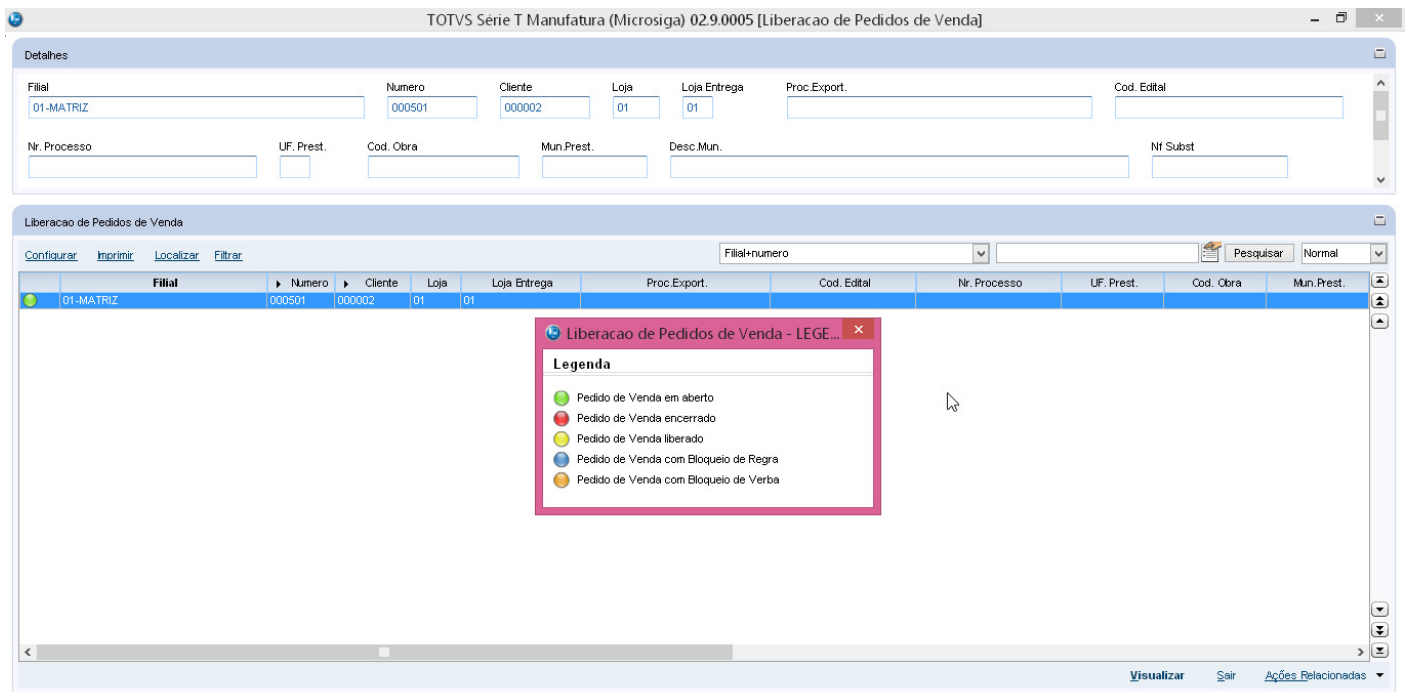 TOTVS Série T Manufatura (Microsiga) 02.9.0005 [Liberacao de Pedidos de Venda]
Detalhes
Filial Numero Cliente Loja Loja Entrega Proc.Export. Cod. Edital
01-MATRIZ 000501 000002 01 01
Nr. Processo UF. Prest. Cod. Obra Mun.Prest. Desc.Mun. Nf Subst
Liberacao de Pedidos de Venda
Configurar Imprimir Localizar Filtrar Filial+numero Pesquisar Normal
Filial Numero Cliente Loja Loja Entrega Proc.Export. Cod. Edital Nr. Processo UF. Prest. Cod. Obra Mun.Prest.
01-MATRIZ 000501 000002 01 01
Liberacao de Pedidos de Venda - LEGE...
Legenda
Pedido de Venda em aberto
Pedido de Venda encerrado
Pedido de Venda liberado
Pedido de Venda com Bloqueio de Regra
Pedido de Venda com Bloqueio de Verba
Visualizar Sair Ações Relacionadas